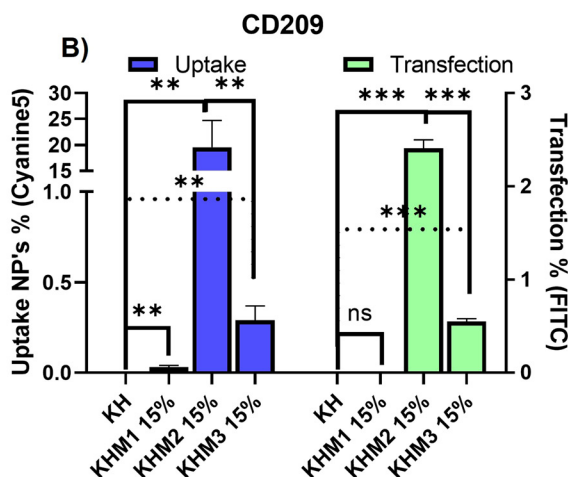 CD209
B)
Uptake
Transfection
Uptake NP's % (Cyanine5)
30
20
15
1.0
0.5
0.0
** **
**
**
*** ***
***
ns
3
2
1
0
Transfection % (FITC)
KH
KHM1 15%
KHM2 15%
KHM3 15%
KH
KHM1 15%
KHM2 15%
KHM3 15%